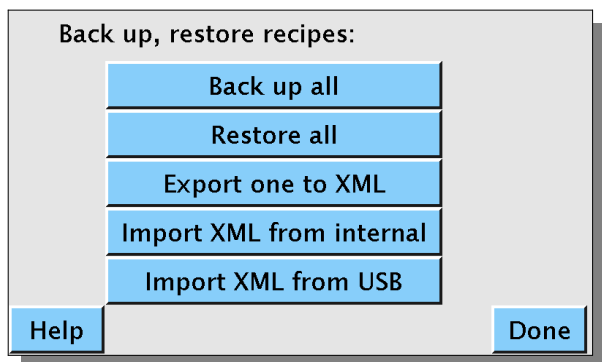 Back up, restore recipes:
Back up all
Restore all
Export one to XML
Import XML from internal
Import XML from USB
Help
Done